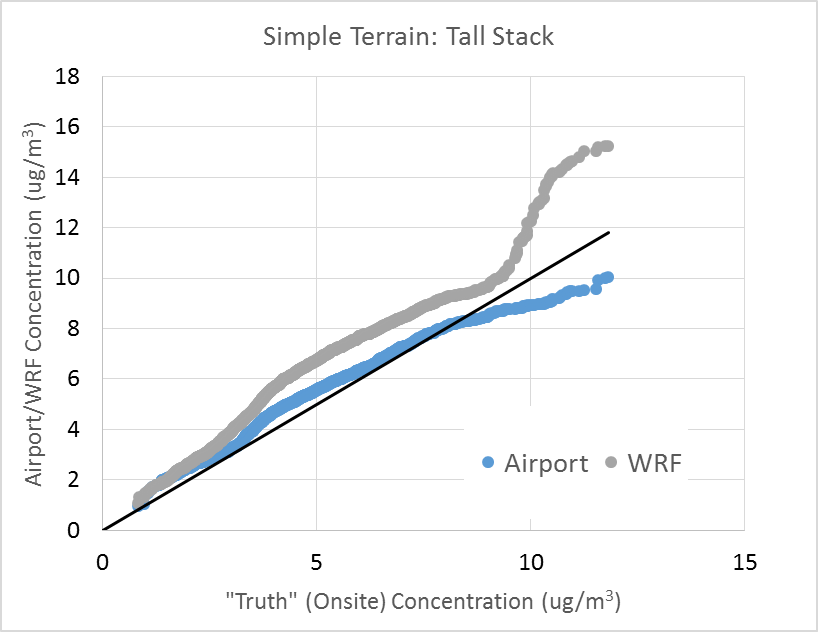 Simple Terrain: Tall Stack
18
16
14
12
10
8
6
4
2
0
Airport/WRF Concentration (ug/m³)
Airport WRF
0 5 10 15
"Truth" (Onsite) Concentration (ug/m³)